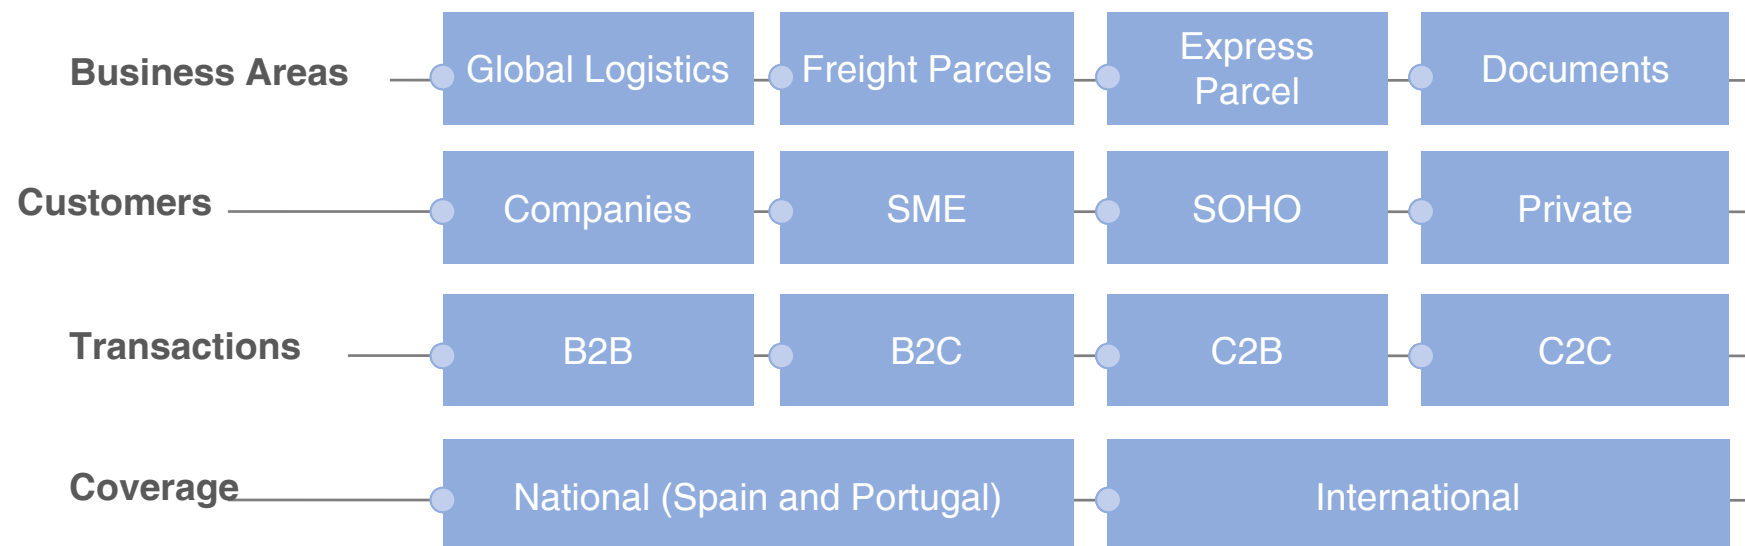 Business Areas
Global Logistics
Freight Parcels
Express
Parcel
Documents
Customers
Companies
SME
SOHO
Private
Transactions
B2B
B2C
C2B
C2C
Coverage
National (Spain and Portugal)
International